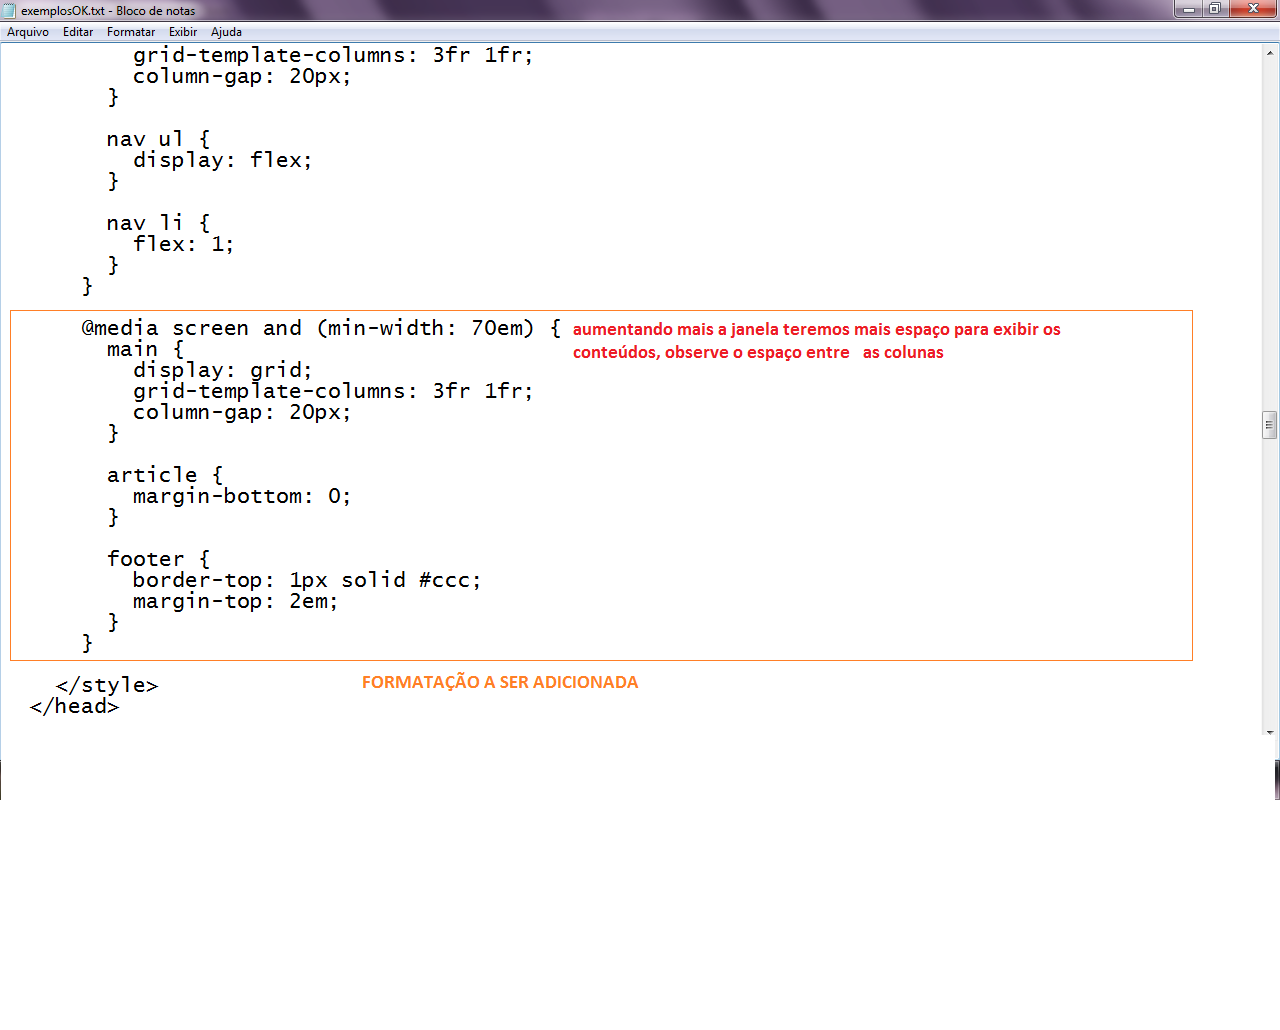 exemplosOK.txt - Bloco de notas
Arquivo Editar Formatar Exibir Ajuda
grid-template-columns: 3fr 1fr;
column-gap: 20px;
}
nav ul {
display: flex;
}
nav li {
flex: 1;
}
}
@media screen and (min-width: 70em) { aumentando mais a janela teremos mais espaço para exibir os
main { conteúdos, observe o espaço entre as colunas
display: grid;
grid-template-columns: 3fr 1fr;
column-gap: 20px;
}
article {
margin-bottom: 0;
}
footer {
border-top: 1px solid #ccc;
margin-top: 2em;
}
}
</style> FORMATAÇÃO A SER ADICIONADA
</head>